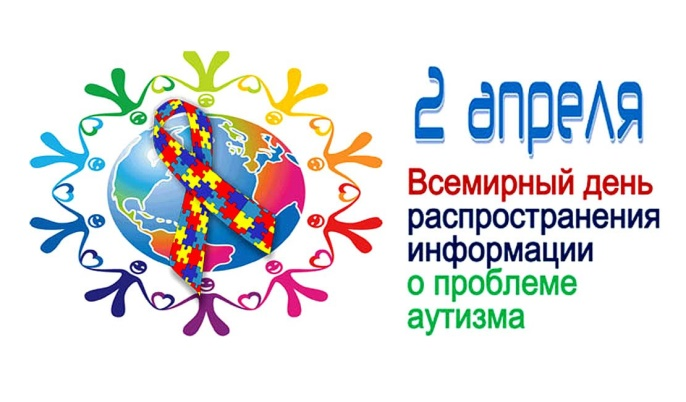 2 апреля
Всемирный день
распространения
информации
о проблеме
аутизма